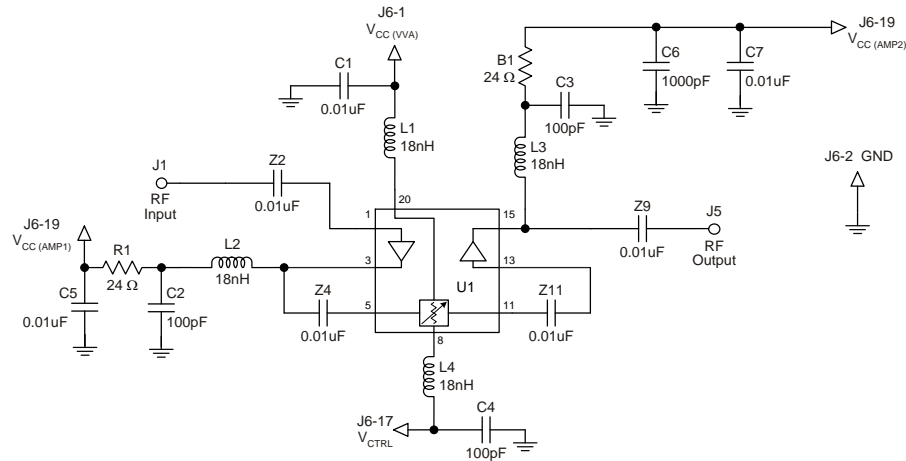 J6-1
VCC (VVA)
J6-19
VCC (AMP2)
C1
0.01uF
B1
24 Ω
C6
1000pF
C7
0.01uF
C3
100pF
L1
18nH
L3
18nH
J6-2 GND
J1
RF
Input
Z2
0.01uF
20
1
15
Z9
0.01uF
J5
RF
Output
J6-19
VCC (AMP1)
R1
24 Ω
L2
18nH
3
13
U1
C5
0.01uF
C2
100pF
Z4
0.01uF
5
11
Z11
0.01uF
8
L4
18nH
J6-17
VCTRL
C4
100pF